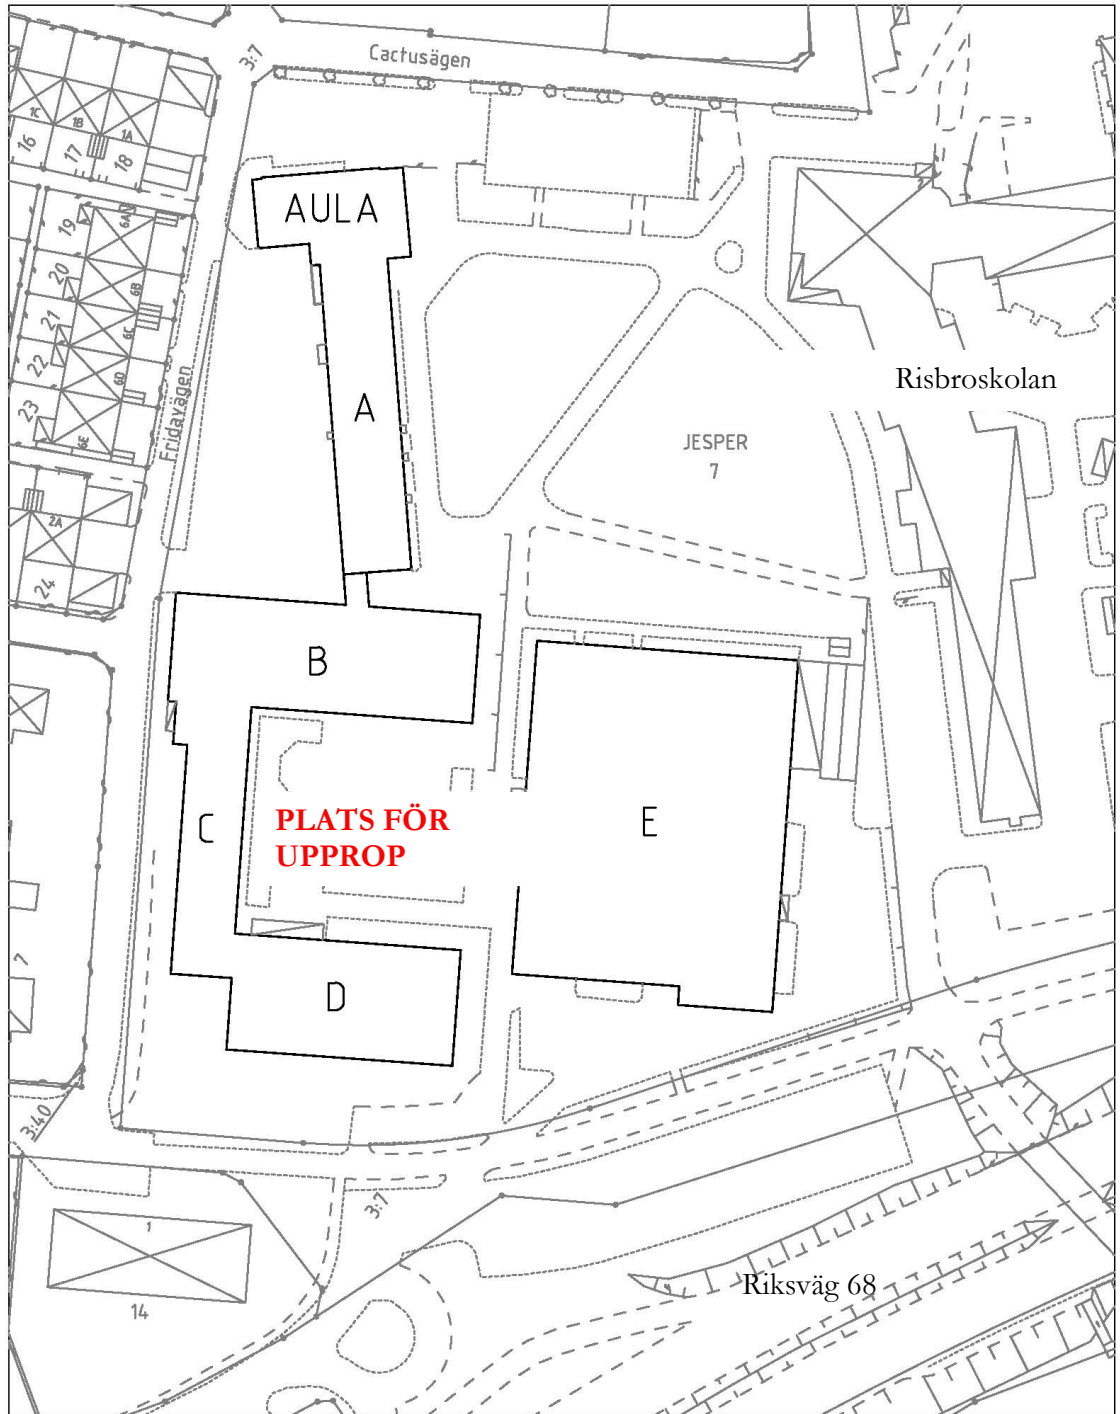 3:7
Cactusägen
1C
1B
1A
16
17
18
AULA
19
6A
20
6B
21
6C
22
6D
23
6E
Fridavägen
A
Risbroskolan
JESPER
7
2A
24
B
C
PLATS FÖR
UPPROP
E
D
3:40
3:7
1
14
Riksväg 68